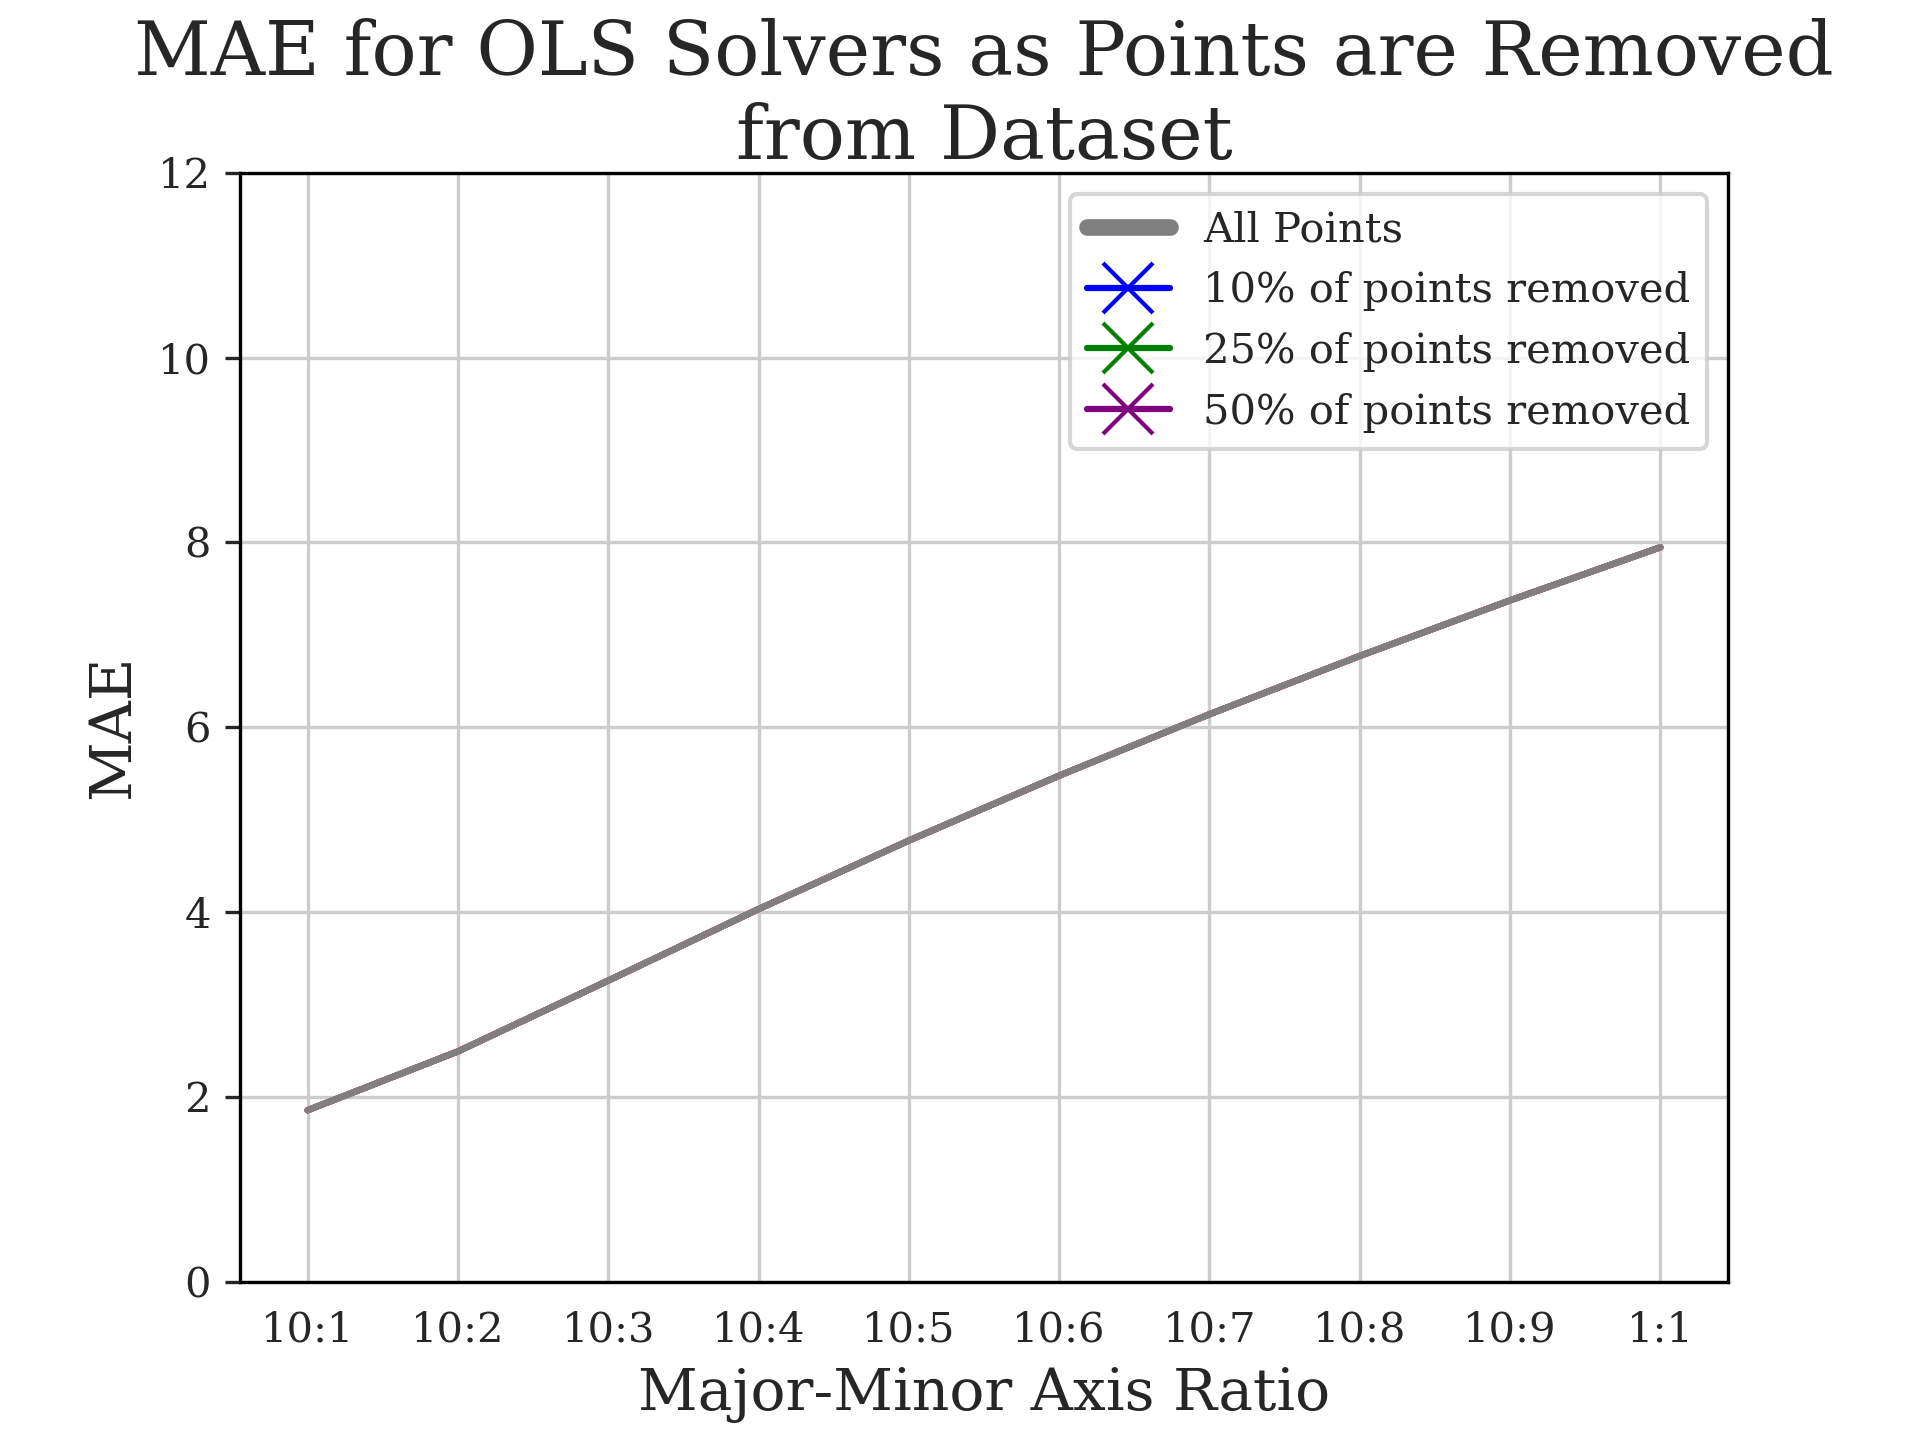 MAE for OLS Solvers as Points are Removed
from Dataset
12
10
8
6
4
2
0
MAE
All Points
10% of points removed
25% of points removed
50% of points removed
10:1 10:2 10:3 10:4 10:5 10:6 10:7 10:8 10:9 1:1
Major-Minor Axis Ratio